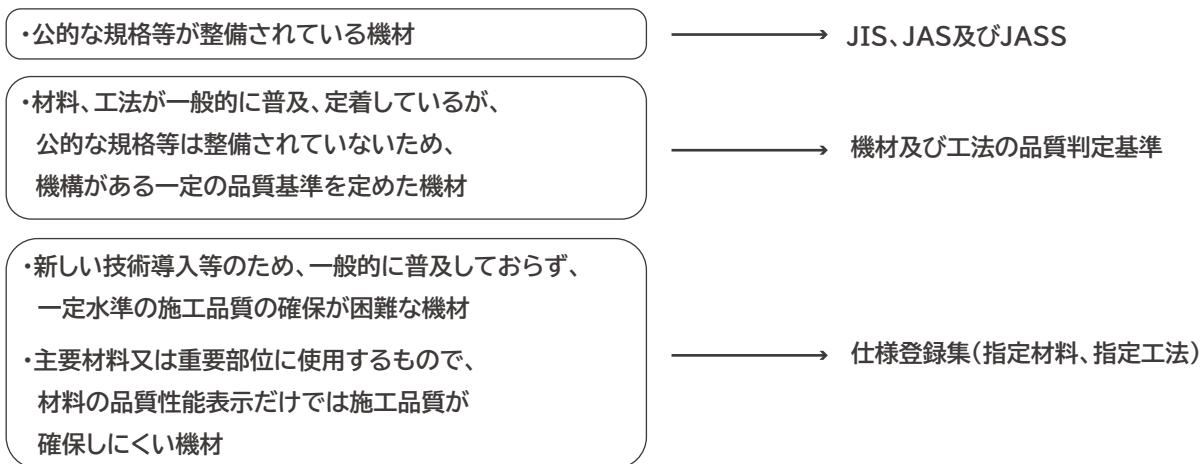 ・公的な規格等が整備されている機材
JIS、JAS及びJASS
・材料、工法が一般的に普及、定着しているが、
公的な規格等は整備されていないため、
機構がある一定の品質基準を定めた機材
機材及び工法の品質判定基準
・新しい技術導入等のため、一般的に普及しておらず、
一定水準の施工品質の確保が困難な機材
・主要材料又は重要部位に使用するもので、
材料の品質性能表示だけでは施工品質が
確保しにくい機材
仕様登録集(指定材料、指定工法)